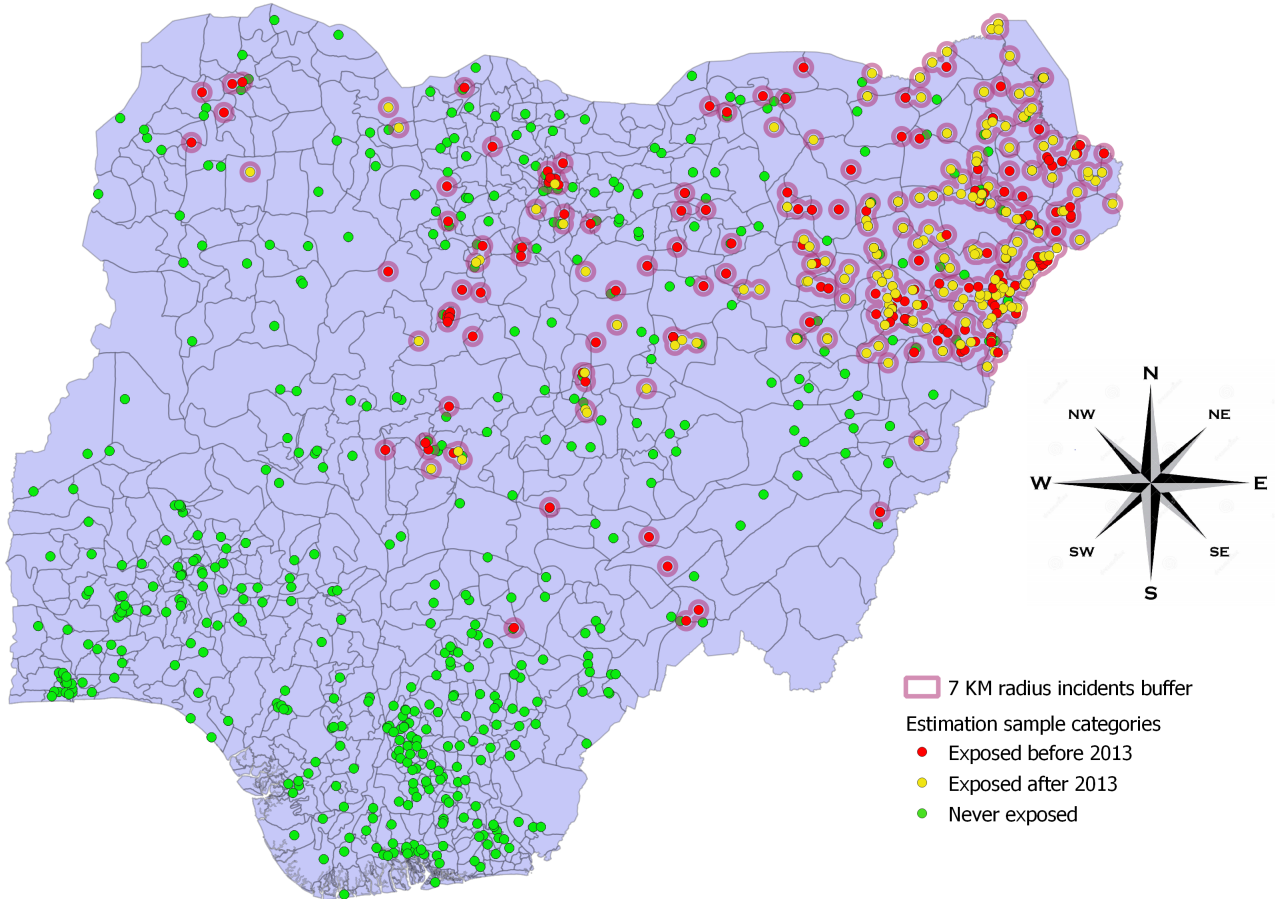 N
NW
NE
W
E
SW
SE
S
7 KM radius incidents buffer
Estimation sample categories
Exposed before 2013
Exposed after 2013
Never exposed